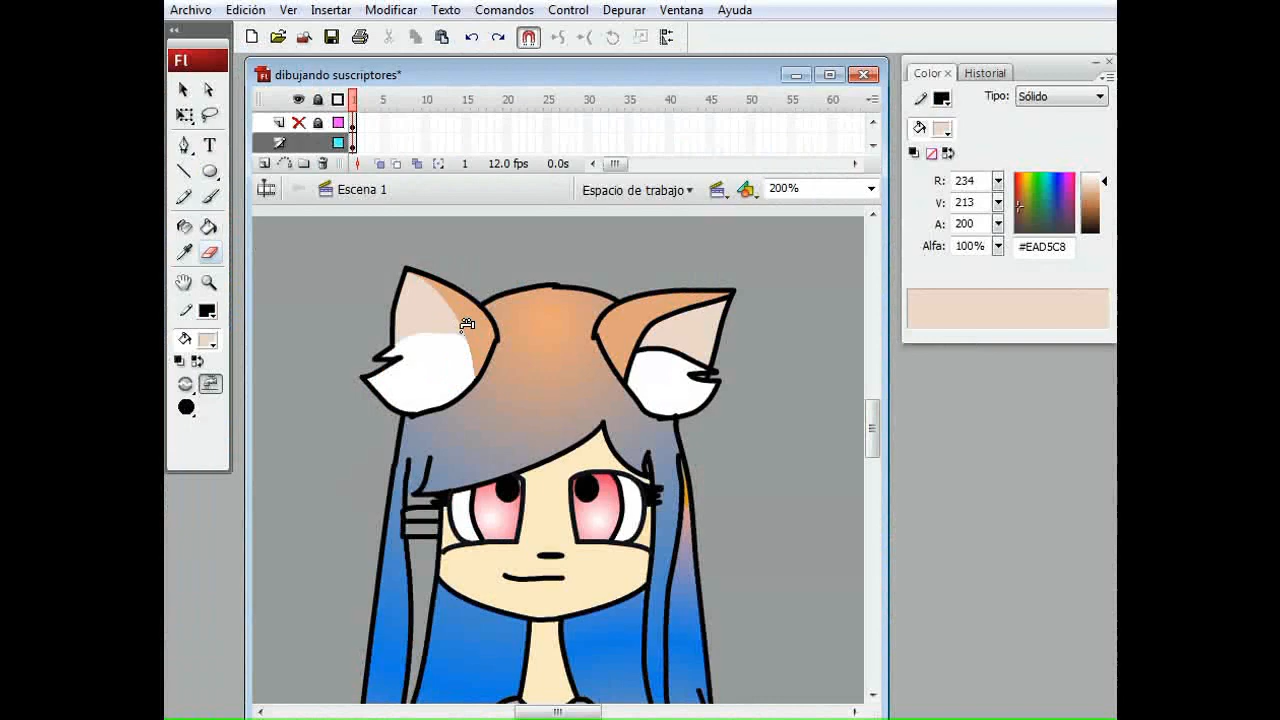 Archivo Edición Ver Insertar Modificar Texto Comandos Control Depurar Ventana Ayuda
Fl
dibujando suscriptores*
1 5 10 15 20 25 30 35 40 45 50 55 60
1 12.0 fps 0.0s
Escena 1 Espacio de trabajo 200%
Color Historial
Tipo: Sólido
R: 234
V: 213
A: 200
Alfa: 100% #EAD5C8
T